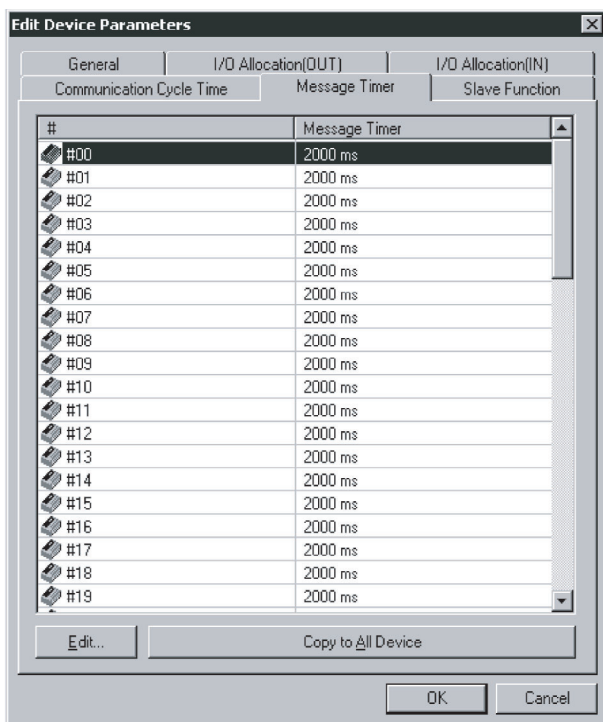 Edit Device Parameters
General I/O Allocation(OUT) I/O Allocation(IN)
Communication Cycle Time Message Timer Slave Function
# Message Timer
#00 2000 ms
#01 2000 ms
#02 2000 ms
#03 2000 ms
#04 2000 ms
#05 2000 ms
#06 2000 ms
#07 2000 ms
#08 2000 ms
#09 2000 ms
#10 2000 ms
#11 2000 ms
#12 2000 ms
#13 2000 ms
#14 2000 ms
#15 2000 ms
#16 2000 ms
#17 2000 ms
#18 2000 ms
#19 2000 ms
Edit... Copy to All Device
OK Cancel